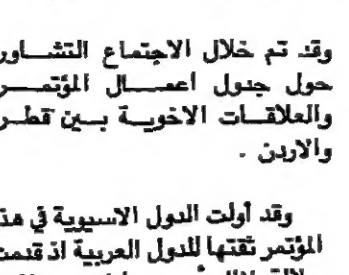 وقد تم خلال الاجتماع التشاور
حول جدول اعمال المؤتمر
والعلاقات الاخوية بين قطر
والاردن .
وقد أولت الدول الاسيوية في هذ
المؤتمر ثقتها للدول العربية اذ قدمت